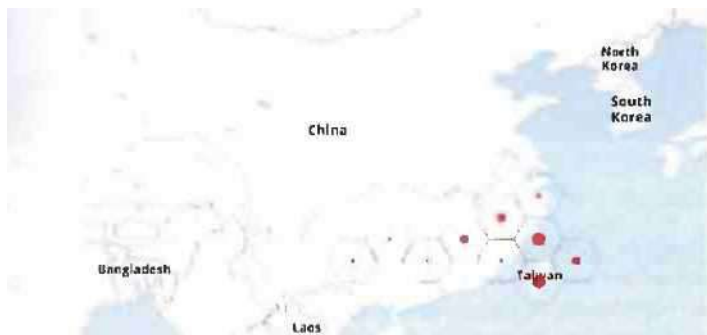 North
Korea
South
Korea
China
Bangladesh
Taiwan
Laos